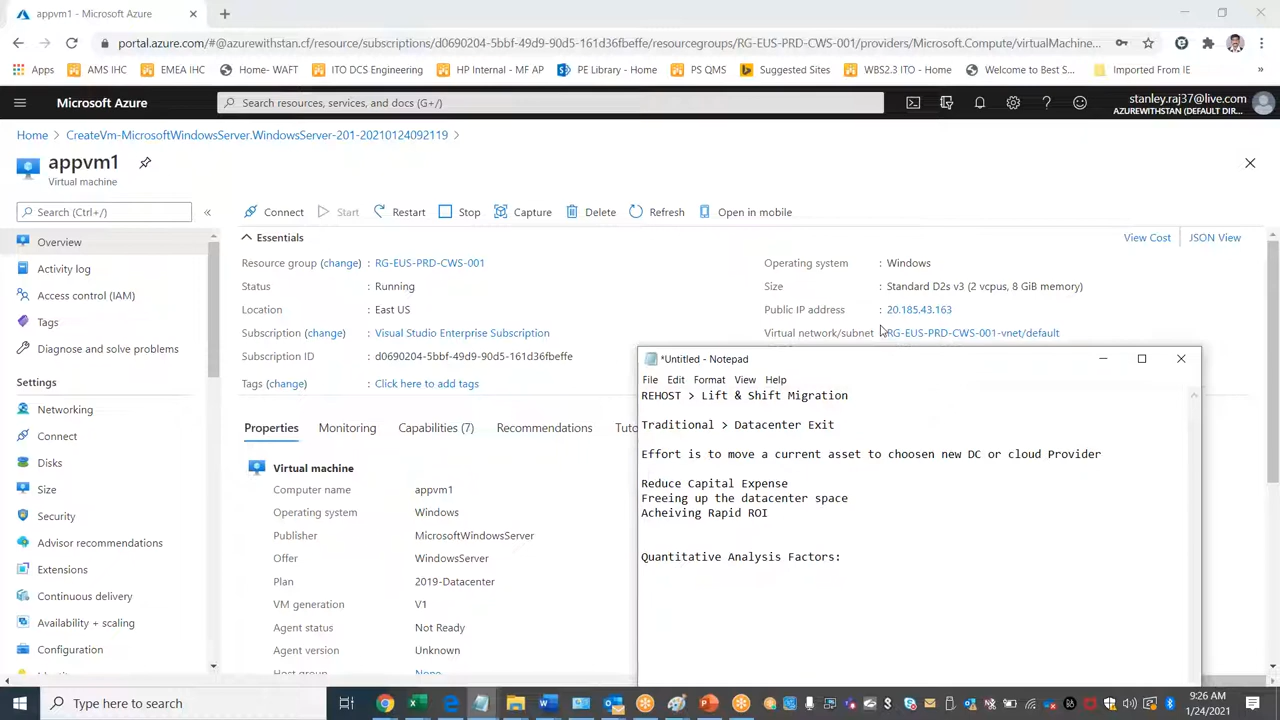 appvm1 - Microsoft Azure
portal.azure.com/#@azurewithstan.cf/resource/subscriptions/d0690204-5bbf-49d9-90d5-161d36fbeffe/resourcegroups/RG-EUS-PRD-CWS-001/providers/Microsoft.Compute/virtualMachine...
Apps AMS IHC EMEA IHC Home- WAFT ITO DCS Engineering HP Internal - MF AP PE Library - Home PS QMS Suggested Sites WBS2.3 ITO - Home Welcome to Best S... Imported From IE »
Microsoft Azure Search resources, services, and docs (G+/) stanley.raj37@live.com
AZUREWITHSTAN (DEFAULT DIR...
Home > CreateVm-MicrosoftWindowsServer.WindowsServer-201-20210124092119 >
appvm1
Virtual machine
Search (Ctrl+/) «
Connect Start Restart Stop Capture Delete Refresh Open in mobile
Overview
Activity log
Access control (IAM)
Tags
Diagnose and solve problems
Settings
Networking
Connect
Disks
Size
Security
Advisor recommendations
Extensions
Continuous delivery
Availability + scaling
Configuration
Essentials View Cost JSON View
Resource group (change) : RG-EUS-PRD-CWS-001
Status : Running
Location : East US
Subscription (change) : Visual Studio Enterprise Subscription
Subscription ID : d0690204-5bbf-49d9-90d5-161d36fbeffe
Tags (change) : Click here to add tags
Operating system : Windows
Size : Standard D2s v3 (2 vcpus, 8 GiB memory)
Public IP address : 20.185.43.163
Virtual network/subnet : RG-EUS-PRD-CWS-001-vnet/default
Properties Monitoring Capabilities (7) Recommendations Tuto
Virtual machine
Computer name appvm1
Operating system Windows
Publisher MicrosoftWindowsServer
Offer WindowsServer
Plan 2019-Datacenter
VM generation V1
Agent status Not Ready
Agent version Unknown
Host group None
*Untitled - Notepad
File Edit Format View Help
REHOST > Lift & Shift Migration
Traditional > Datacenter Exit
Effort is to move a current asset to choosen new DC or cloud Provider
Reduce Capital Expense
Freeing up the datacenter space
Acheiving Rapid ROI
Quantitative Analysis Factors:
Type here to search
9:26 AM
1/24/2021